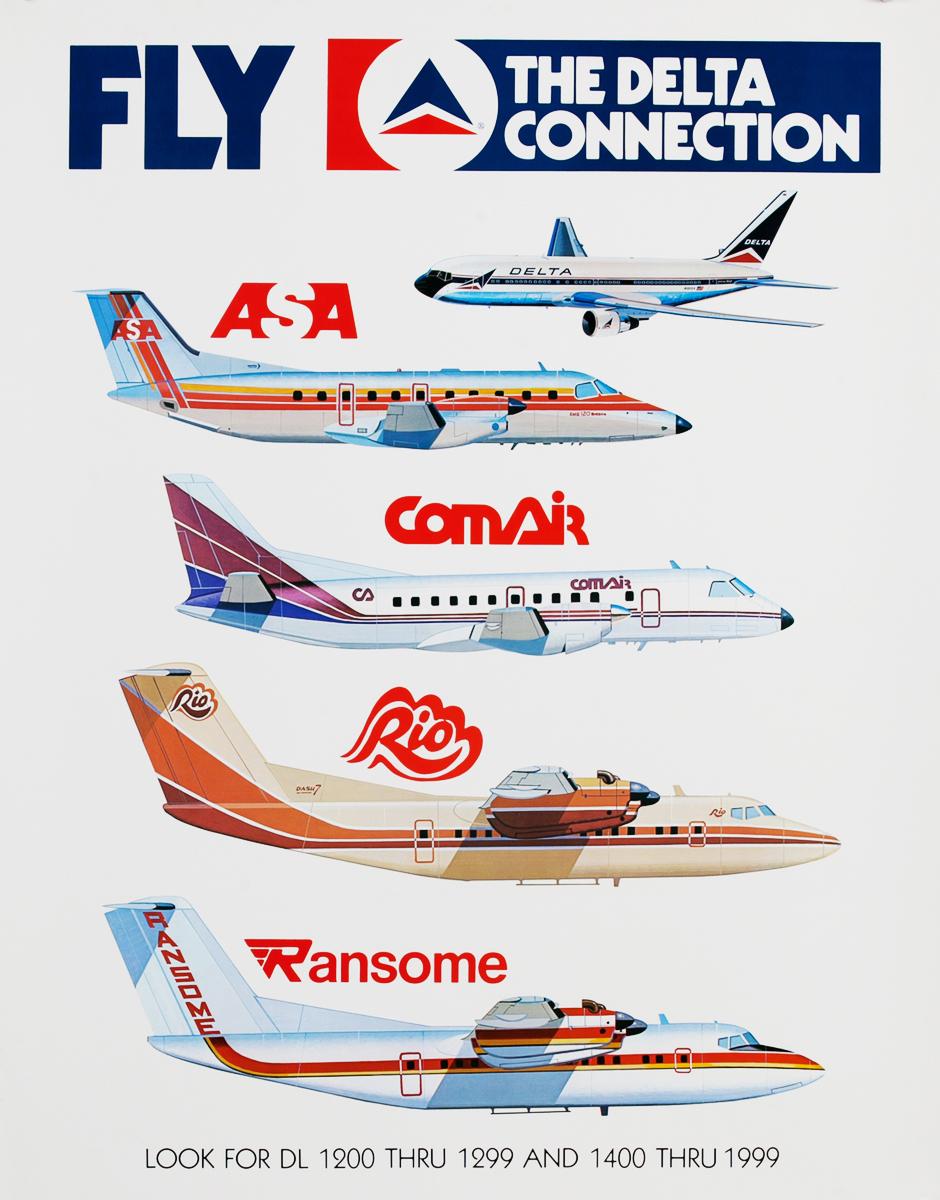 FLY
THE DELTA
CONNECTION
®
DELTA
DELTA
ASA
ASA
EMB 120 Brasilia
ComAir
ComAir
CA
Rio
Rio
DASH 7
Rio
RANSOME
Ransome
LOOK FOR DL 1200 THRU 1299 AND 1400 THRU 1999